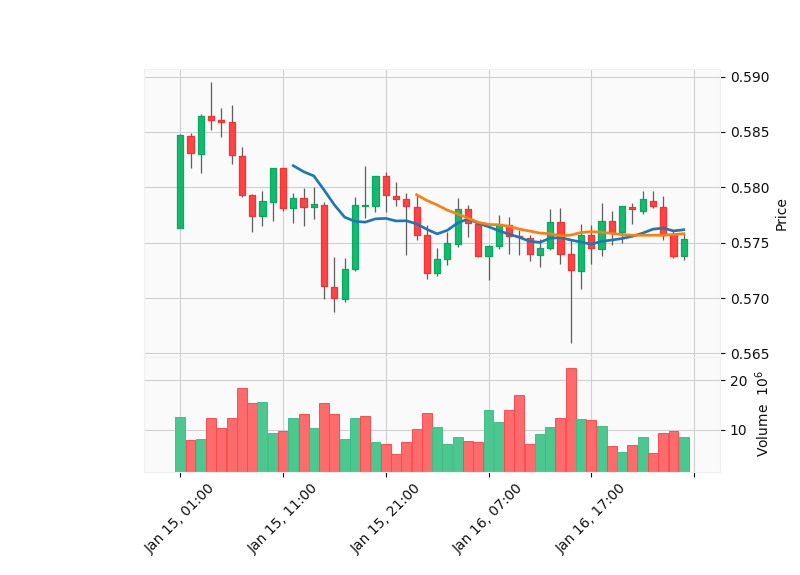 0.590
0.585
0.580
0.575
0.570
0.565
Price
20
10
Volume 10^6
Jan 15, 01:00
Jan 15, 11:00
Jan 15, 21:00
Jan 16, 07:00
Jan 16, 17:00